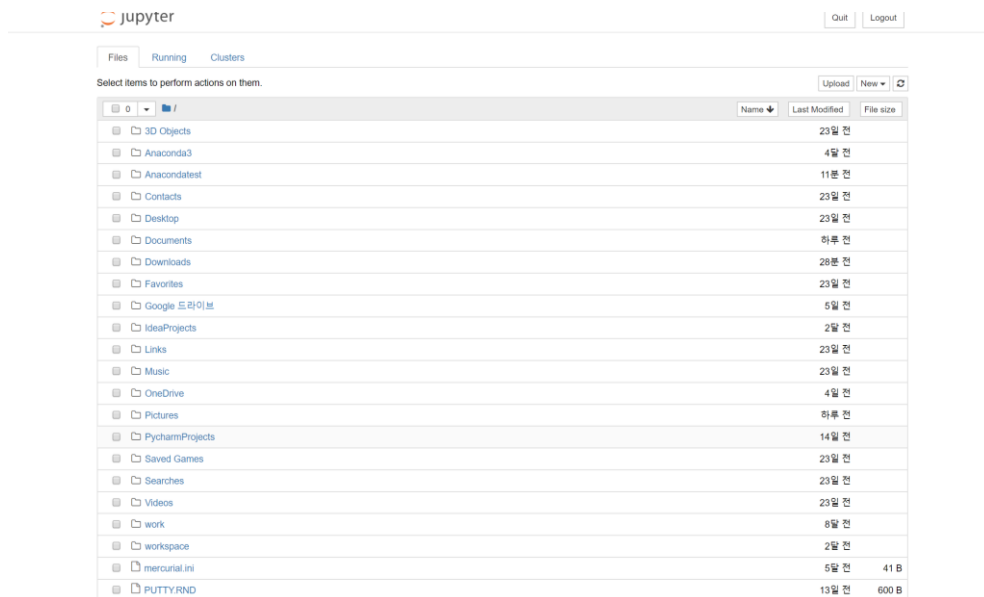 jupyter Quit Logout
Files Running Clusters
Select items to perform actions on them. Upload New
0 / Name Last Modified File size
3D Objects 23일 전
Anaconda3 4달 전
Anacondatest 11분 전
Contacts 23일 전
Desktop 23일 전
Documents 하루 전
Downloads 28분 전
Favorites 23일 전
Google 드라이브 5일 전
IdeaProjects 2달 전
Links 23일 전
Music 23일 전
OneDrive 4일 전
Pictures 하루 전
PycharmProjects 14일 전
Saved Games 23일 전
Searches 23일 전
Videos 23일 전
work 8달 전
workspace 2달 전
mercurial.ini 5달 전 41 B
PUTTY.RND 13일 전 600 B